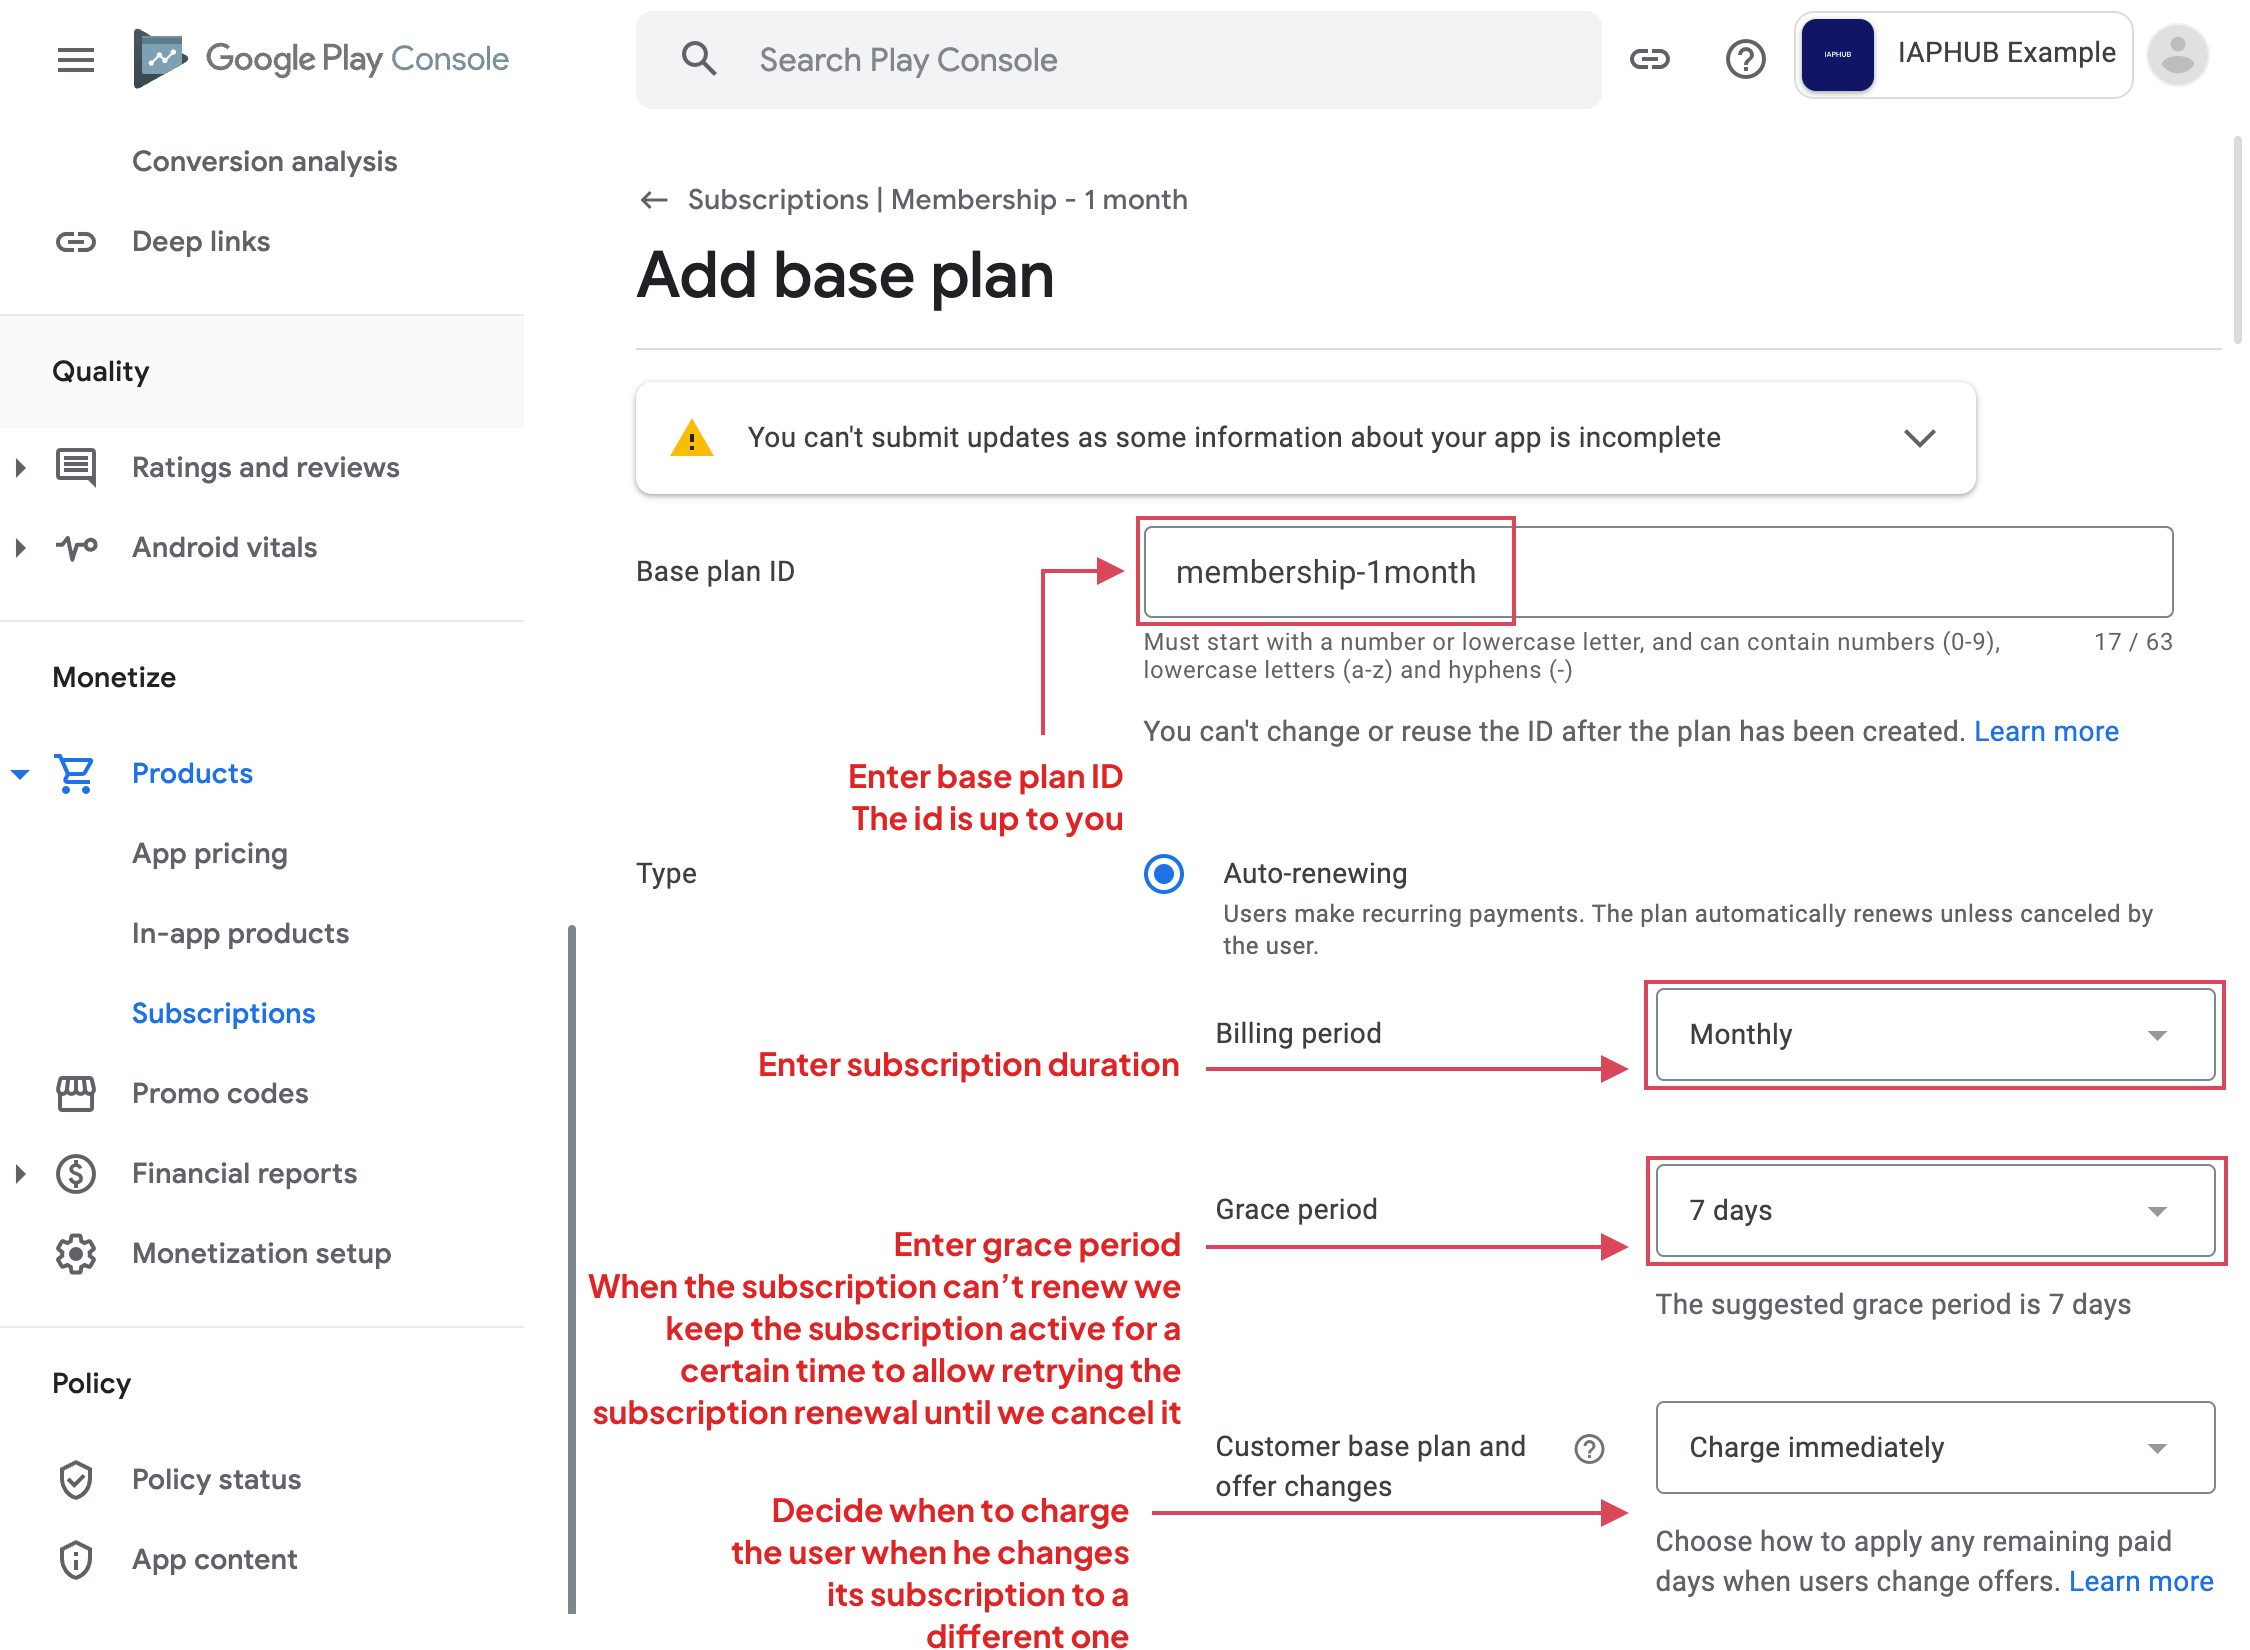 Google Play Console
Search Play Console
IAPHUB
IAPHUB Example
Conversion analysis
Deep links
Quality
Ratings and reviews
Android vitals
Monetize
Products
App pricing
In-app products
Subscriptions
Promo codes
Financial reports
Monetization setup
Policy
Policy status
App content
Subscriptions | Membership - 1 month
Add base plan
You can't submit updates as some information about your app is incomplete
Base plan ID
membership-1month
Must start with a number or lowercase letter, and can contain numbers (0-9),
lowercase letters (a-z) and hyphens (-)
17 / 63
You can't change or reuse the ID after the plan has been created. Learn more
Enter base plan ID
The id is up to you
Type
Auto-renewing
Users make recurring payments. The plan automatically renews unless canceled by
the user.
Billing period
Monthly
Enter subscription duration
Grace period
7 days
The suggested grace period is 7 days
Enter grace period
When the subscription can’t renew we
keep the subscription active for a
certain time to allow retrying the
subscription renewal until we cancel it
Customer base plan and
offer changes
Charge immediately
Choose how to apply any remaining paid
days when users change offers. Learn more
Decide when to charge
the user when he changes
its subscription to a
different one